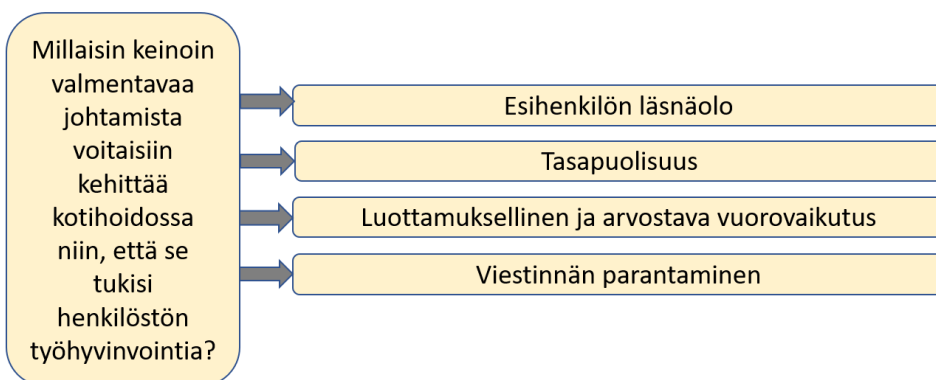 Millaisin keinoin
valmentavaa
johtamista
voitaisiin
kehittää
kotihoidossa
niin, että se
tukisi
henkilöstön
työhyvinvointia?
Esihenkilön läsnäolo
Tasapuolisuus
Luottamuksellinen ja arvostava vuorovaikutus
Viestinnän parantaminen